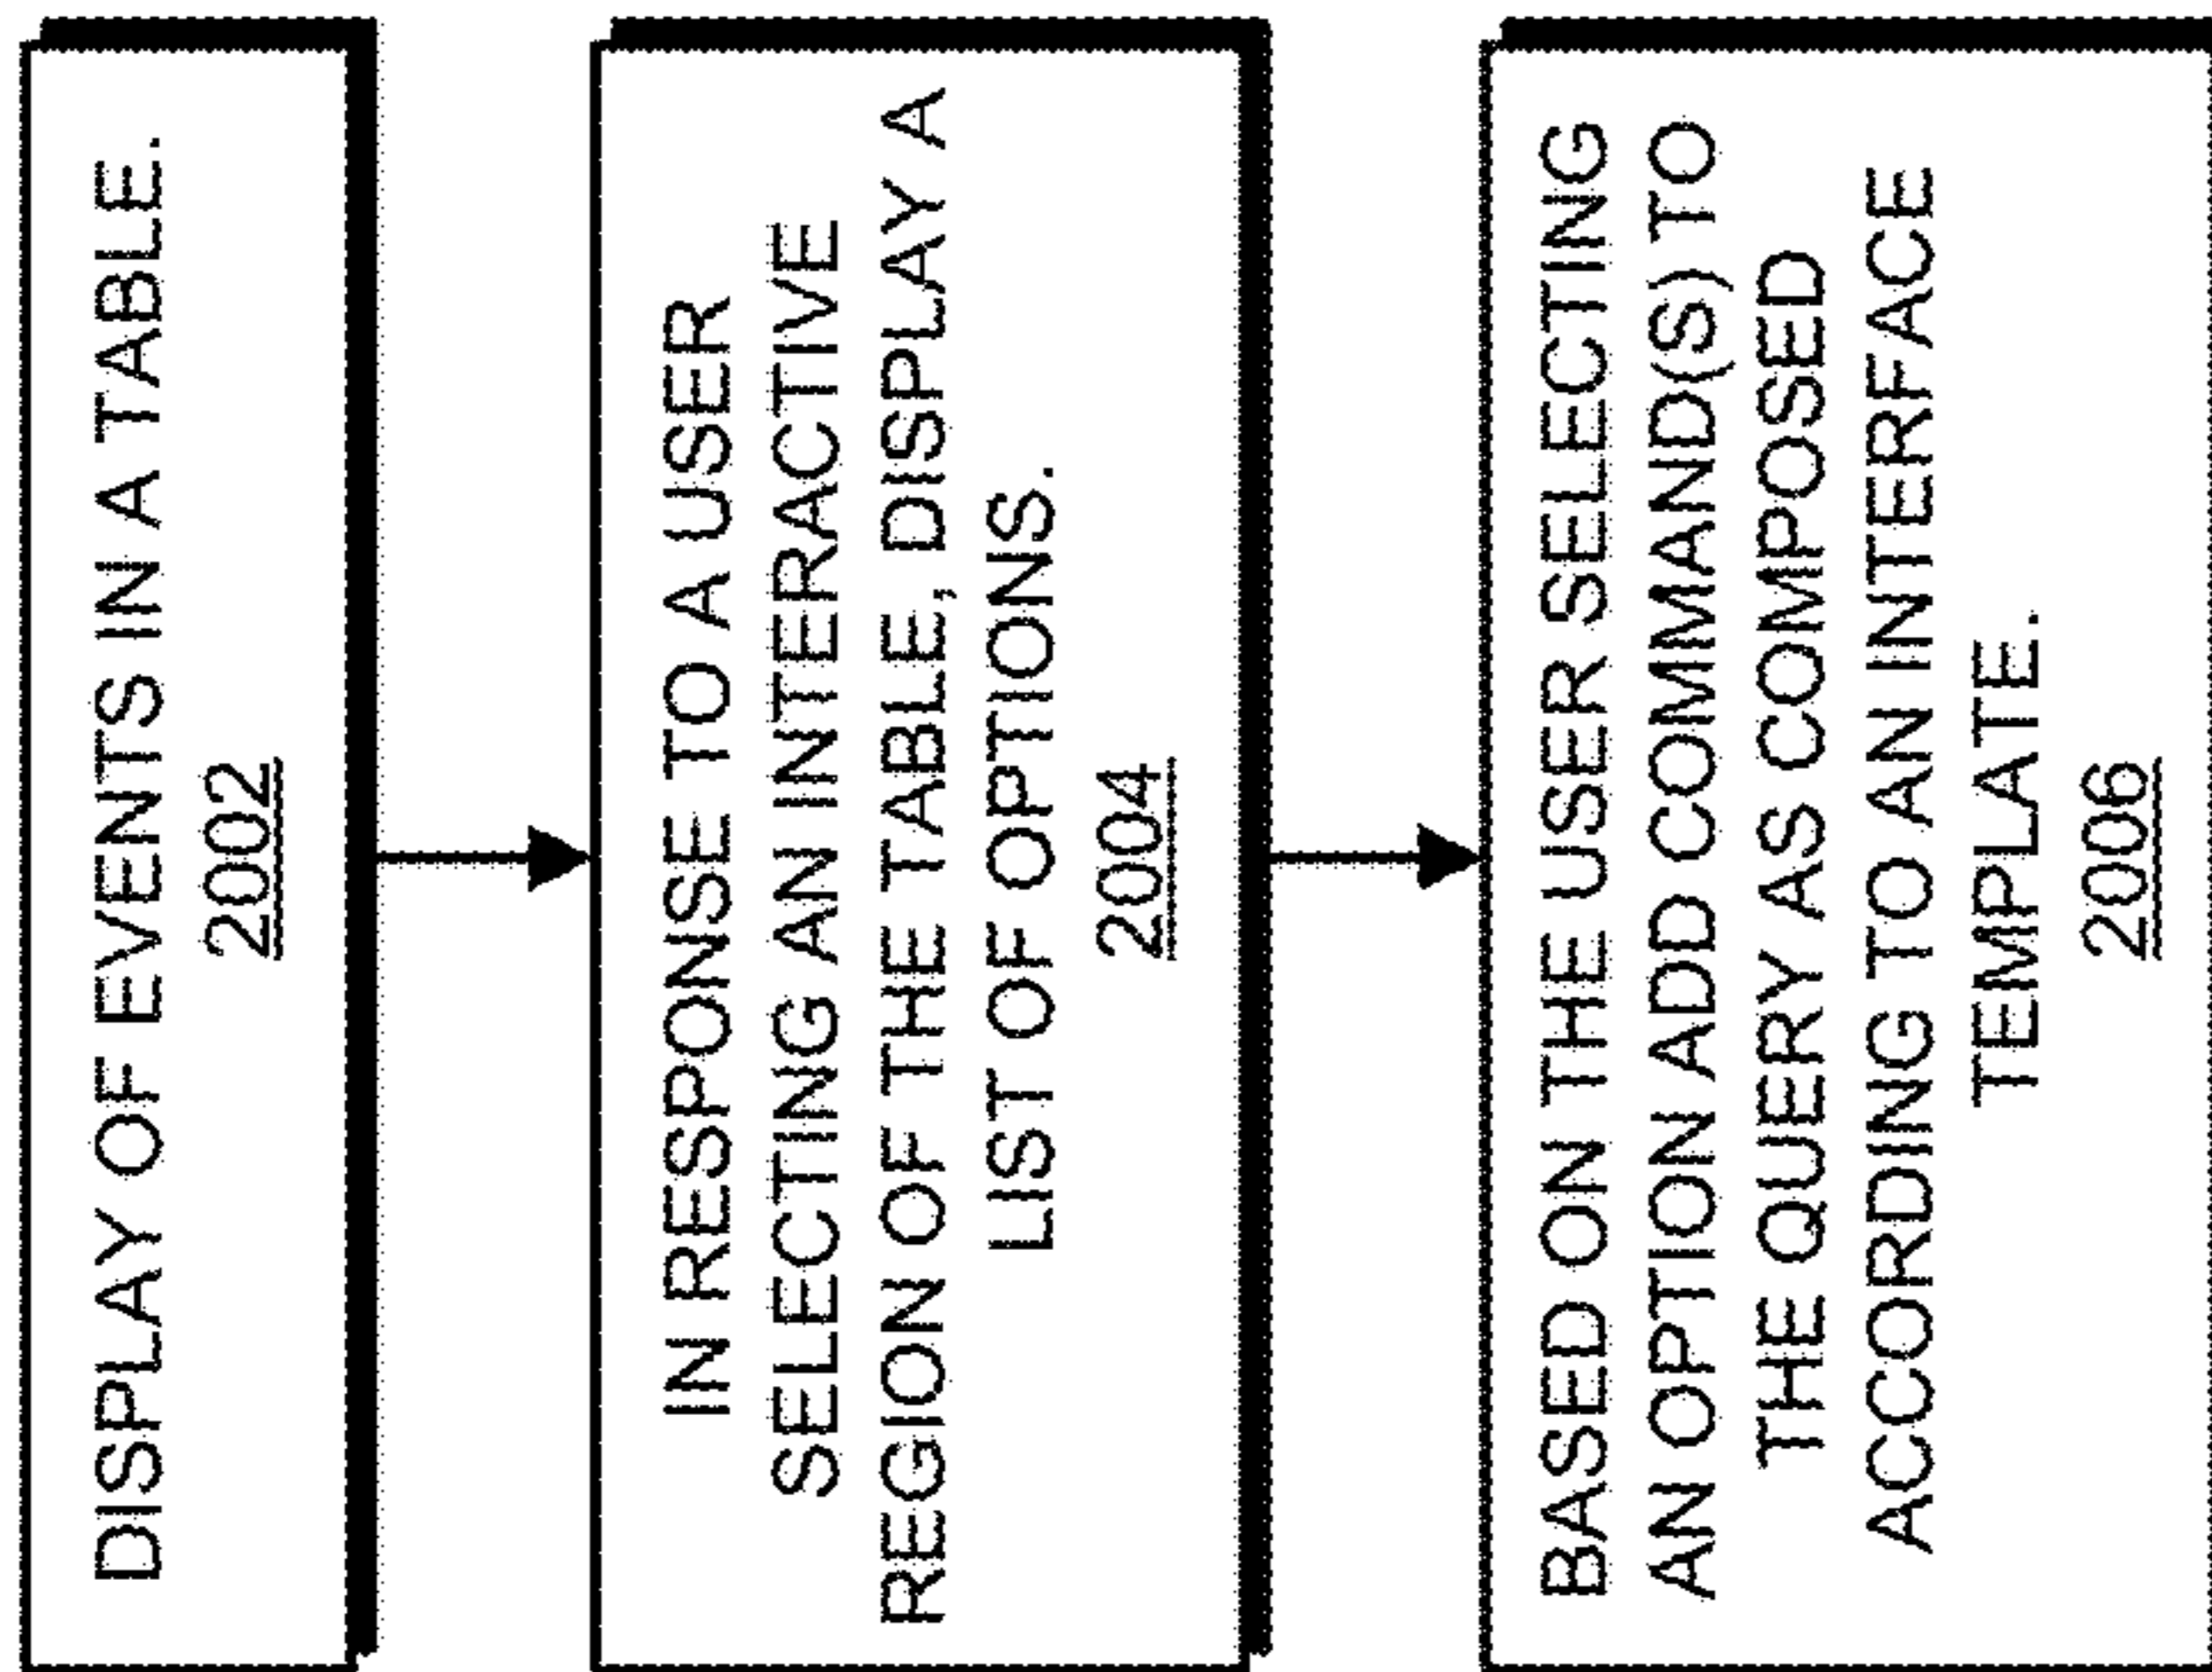 DISPLAY OF EVENTS IN A TABLE.
2002
IN RESPONSE TO A USER
SELECTING AN INTERACTIVE
REGION OF THE TABLE, DISPLAY A
LIST OF OPTIONS.
2004
BASED ON THE USER SELECTING
AN OPTION ADD COMMAND(S) TO
THE QUERY AS COMPOSED
ACCORDING TO AN INTERFACE
TEMPLATE.
2006